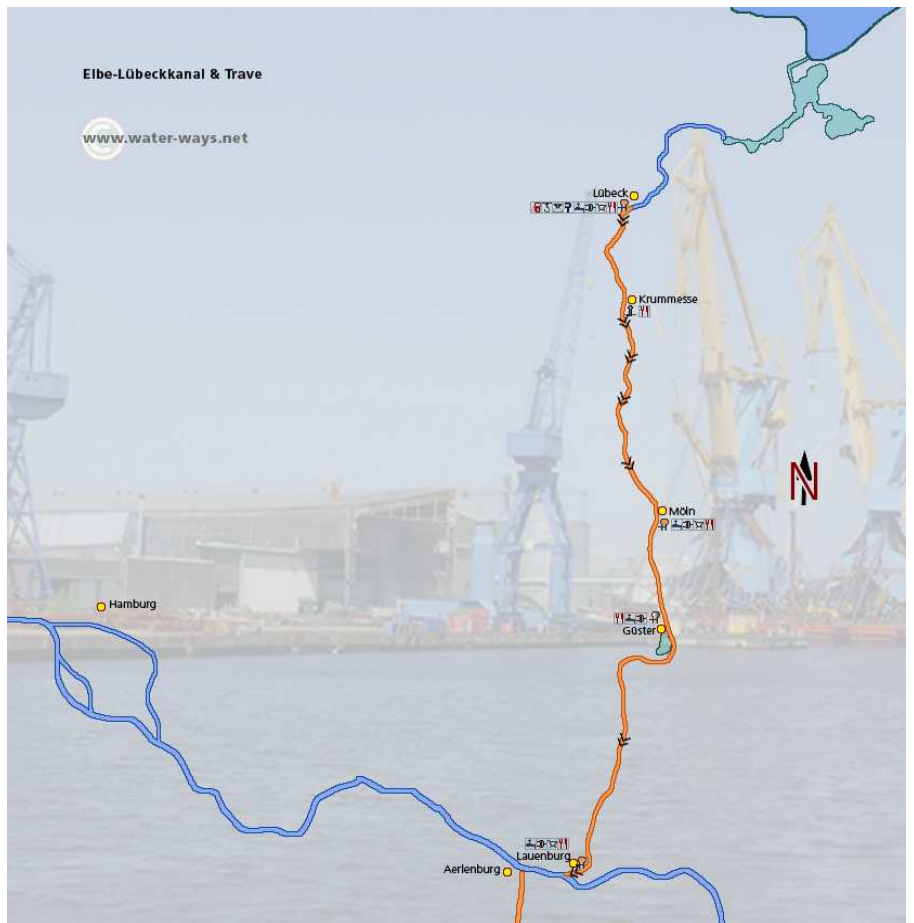 Elbe-Lübeckkanal & Trave
©
www.water-ways.net
Lübeck
Krummesse
N
Möln
Hamburg
Güster
Lauenburg
Aerlenburg